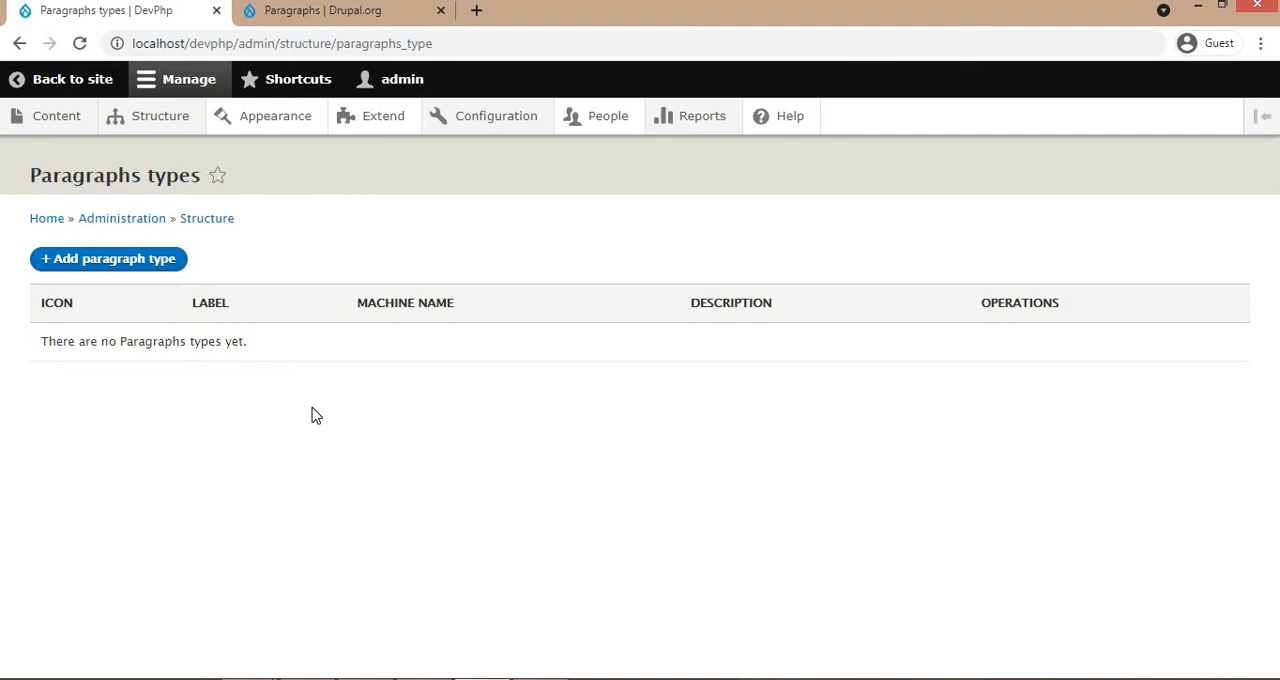 Paragraphs types | DevPhp
Paragraphs | Drupal.org
localhost/devphp/admin/structure/paragraphs_type
Guest
Back to site Manage Shortcuts admin
Content Structure Appearance Extend Configuration People Reports Help
Paragraphs types
Home » Administration » Structure
+ Add paragraph type
ICON LABEL MACHINE NAME DESCRIPTION OPERATIONS
There are no Paragraphs types yet.